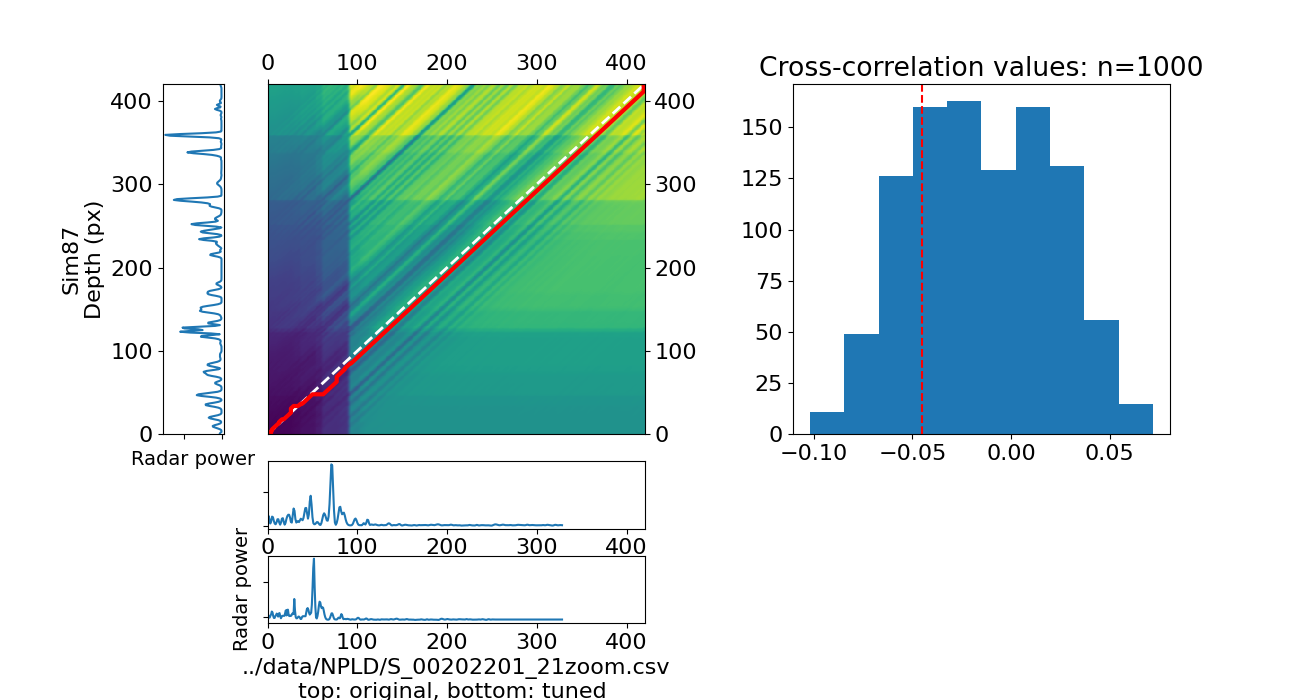 0 100 200 300 400
Cross-correlation values: n=1000
400 300 200 100 0
Sim87
Depth (px)
Radar power
400 300 200 100 0
150 125 100 75 50 25 0
−0.10 −0.05 0.00 0.05
0 100 200 300 400
Radar power
0 100 200 300 400
../data/NPLD/S_00202201_21zoom.csv
top: original, bottom: tuned